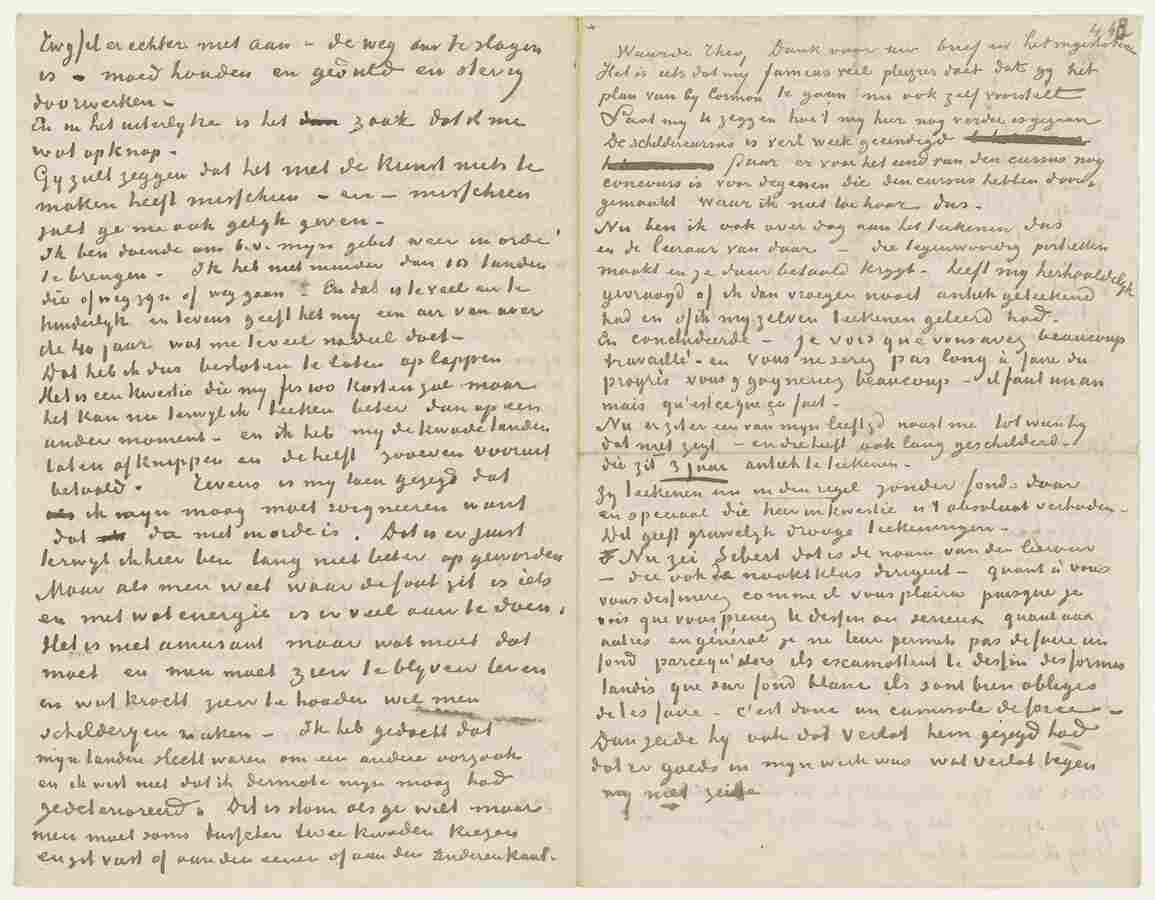 Twyfel er echter niet aan – de weg om te slagen
is – moed houden en geduld en stevig
doorwerken –
En in het uiterlyke is het zaak dat ik me
wat opknap –
Gy zult zeggen dat het met de kunst niets te
maken heeft misschien – en – misschien
zult ge me ook gelyk geven –
Ik ben doende om b.v. myn gebit weer in orde
te brengen – Ik heb niet minder dan 10 tanden
die of weg zyn of weg gaan – En dat is te veel en te
hinderlyk en tevens geeft het my een air van over
de 40 jaar wat me te veel nadeel doet –
Dat heb ik dus besloten te laten oplappen
Het is een kwestie die my frs 100 kosten zal maar
het kan nu terwyl ik teeken beter dan op een
ander moment – en ik heb my de kwade tanden
laten afknippen en de helft zooeven vooruit
betaald – Tevens is my toen gezegd dat
ik myn maag moet soigneeren want
dat die niet in orde is. Dat is er juist
terwyl ik hier ben lang niet beter op geworden
Maar als men weet waar de fout zit is iets
en met wat energie is er veel aan te doen.
Het is niet amusant maar wat moet dat
moet en men moet zien te blyven leven
en wat kracht zien te houden wil men
schilderyen maken – Ik heb gedacht dat
myn tanden slecht waren om een andere oorzaak
en ik wist niet dat ik dermate myn maag had
gedeterioreerd. Dit is stom als ge wilt maar
men moet soms tusschen twee kwaden kiezen
en zit vast of aan den eenen of aan den anderen kant –
Waarde Theo, Dank voor uw brief en het ingeslotene
Het is iets dat my fameus veel plezier doet dat gy het
plan van by Cormon te gaan nu ook zelf voorstelt
Laat my U zeggen hoe 't my hier nog verder is gegaan
De schildercursus is verl. week geeindigd
daar er voor het eind van den cursus nog
concours is voor degenen die den cursus hebben door-
gemaakt waar ik niet toe hoor dus –
Nu ben ik ook over dag aan het teekenen dus
en de leeraar van daar – die tegenwoordig portretten
maakt en ze duur betaald krygt – heeft my herhaaldelyk
gevraagd of ik dan vroeger nooit antiek geteekend
had en of ik my zelven teekenen geleerd had –
En concludeerde – je vois que vous avez beaucoup
travaillé – en vous ne serez pas long à faire du
progrès vous y gagnerez beaucoup – il faut un an
mais qu'est ce que ça fait –
Nu er zit er een van myn leeftyd naast me tot wien hy
dat niet zegt – en die heeft ook lang geschilderd –
die zit 3 jaar antiek te teekenen –
Zy teekenen nu in den regel zonder fonds daar
en speciaal die heer in kwestie is 't absoluut verboden –
Dit geeft gruwelyk drooge teekeningen –
Nu zei Sibert dat is de naam van den leeraar
– die ook de naaktklas dirigeert – quant à vous
vous dessinerez comme il vous plaira puisque je
vois que vous prenez le dessin au serieux quant aux
autres en général je ne leur permets pas de faire un
fond parcequ'alors ils escamottent le dessin des formes
tandis que sur fond blanc ils sont bien obligés
de les faire – c'est donc un camisole de force –
Dan zeide hy ook dat Verlat hem gezegd had
dat er goeds in myn werk was wat Verlat tegen
my niet zeide